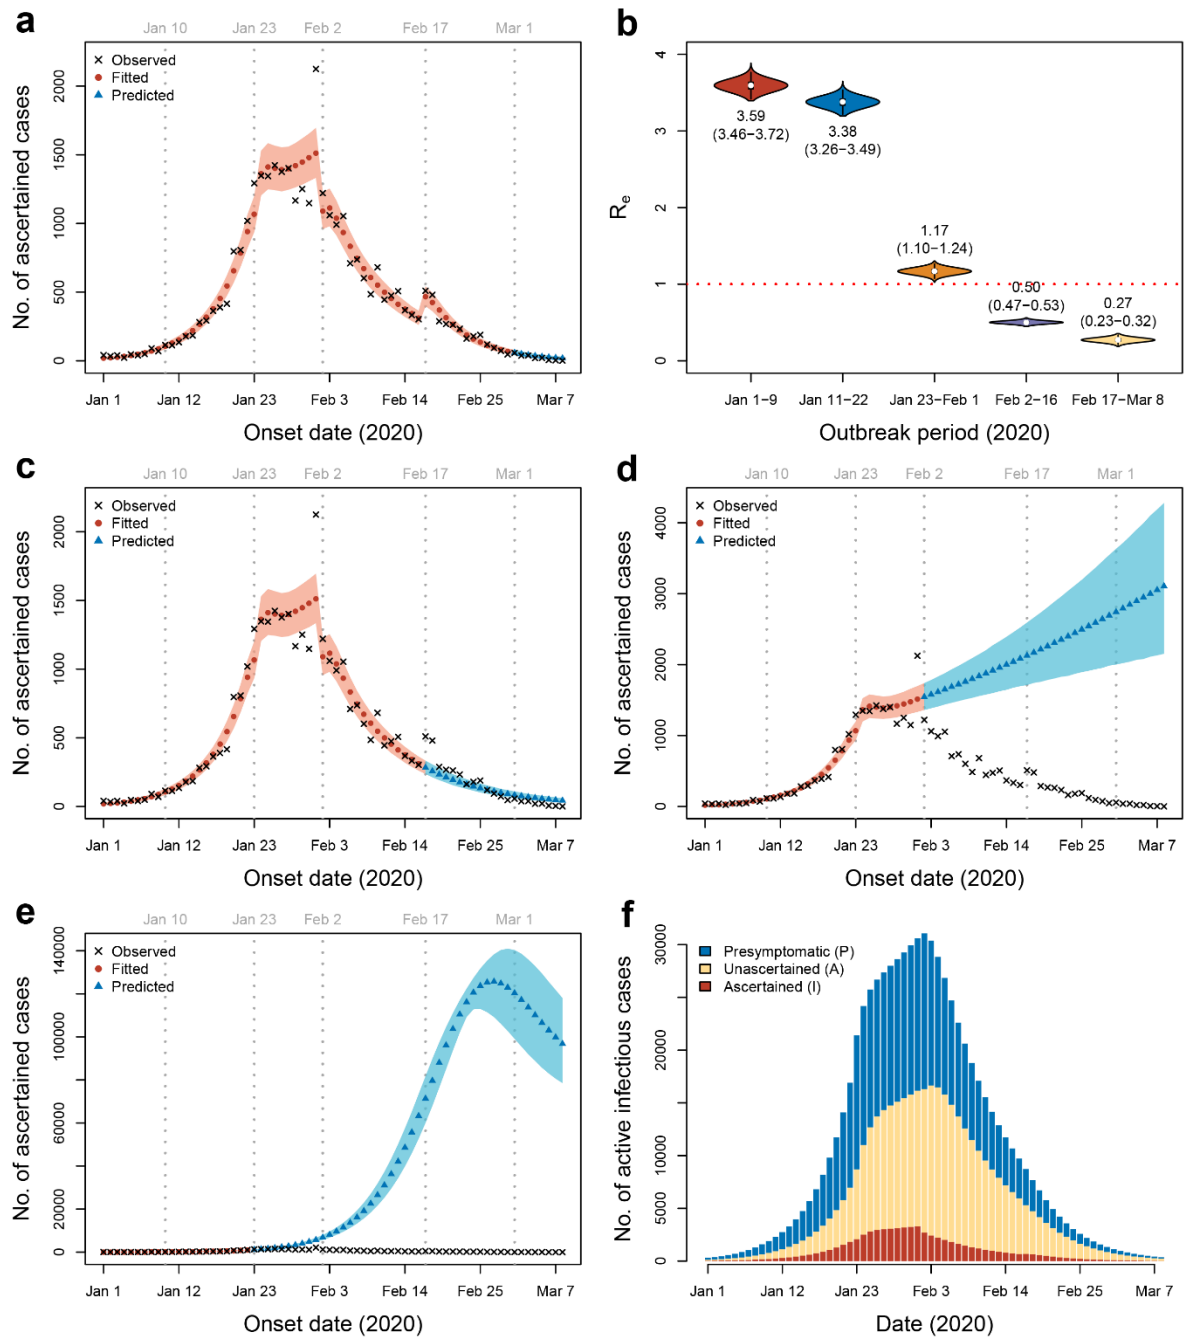 a
Jan 10 Jan 23 Feb 2 Feb 17 Mar 1
Observed
Fitted
Predicted
No. of ascertained cases
2000
1500
1000
500
0
Jan 1 Jan 12 Jan 23 Feb 3 Feb 14 Feb 25 Mar 7
Onset date (2020)
b
Re
4
3
2
1
0
3.59
(3.46−3.72)
3.38
(3.26−3.49)
1.17
(1.10−1.24)
0.50
(0.47−0.53)
0.27
(0.23−0.32)
Jan 1−9 Jan 11−22 Jan 23−Feb 1 Feb 2−16 Feb 17−Mar 8
Outbreak period (2020)
c
Jan 10 Jan 23 Feb 2 Feb 17 Mar 1
Observed
Fitted
Predicted
No. of ascertained cases
2000
1500
1000
500
0
Jan 1 Jan 12 Jan 23 Feb 3 Feb 14 Feb 25 Mar 7
Onset date (2020)
d
Jan 10 Jan 23 Feb 2 Feb 17 Mar 1
Observed
Fitted
Predicted
No. of ascertained cases
4000
3000
2000
1000
0
Jan 1 Jan 12 Jan 23 Feb 3 Feb 14 Feb 25 Mar 7
Onset date (2020)
e
Jan 10 Jan 23 Feb 2 Feb 17 Mar 1
Observed
Fitted
Predicted
No. of ascertained cases
140000
100000
60000
20000
0
Jan 1 Jan 12 Jan 23 Feb 3 Feb 14 Feb 25 Mar 7
Onset date (2020)
f
Presymptomatic (P)
Unascertained (A)
Ascertained (I)
No. of active infectious cases
30000
20000
10000
5000
0
Jan 1 Jan 12 Jan 23 Feb 3 Feb 14 Feb 25 Mar 7
Date (2020)